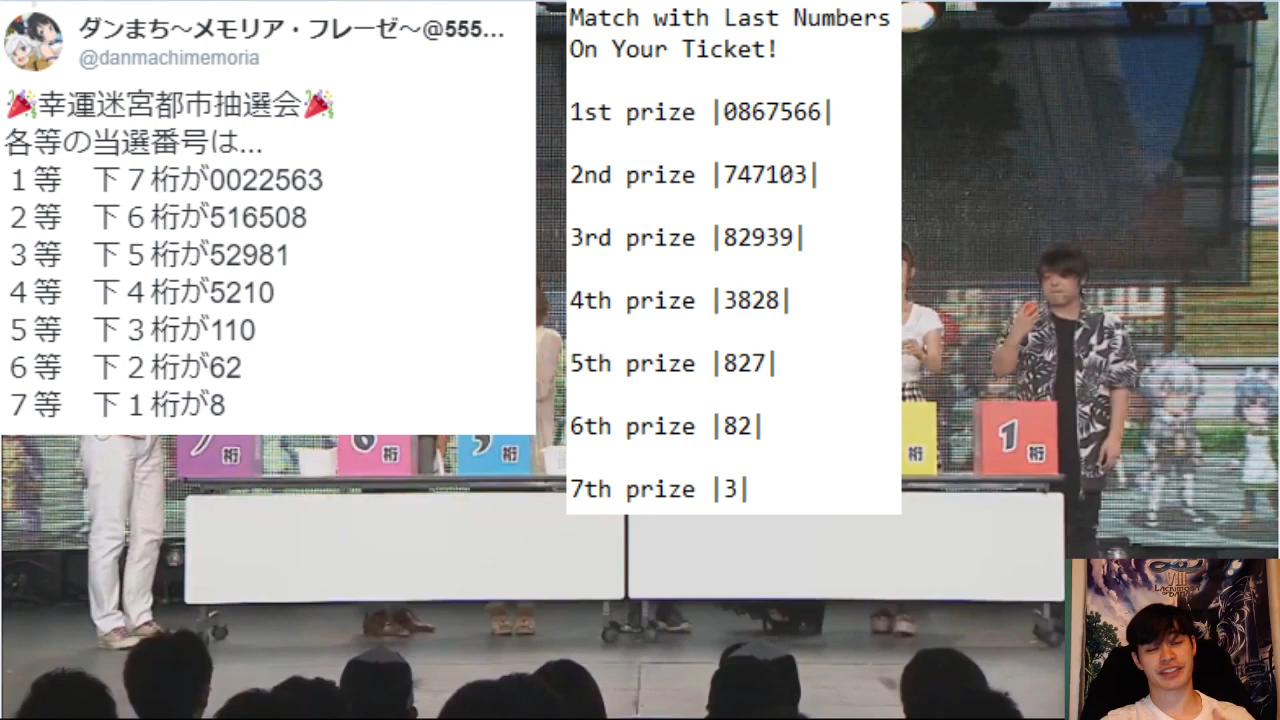 ダンまち〜メモリア・フレーゼ〜@555...
@danmachimemoria
🎉幸運迷宮都市抽選会🎉
各等の当選番号は...
１等　下７桁が0022563
２等　下６桁が516508
３等　下５桁が52981
４等　下４桁が5210
５等　下３桁が110
６等　下２桁が62
７等　下１桁が8
Match with Last Numbers
On Your Ticket!
1st prize |0867566|
2nd prize |747103|
3rd prize |82939|
4th prize |3828|
5th prize |827|
6th prize |82|
7th prize |3|
7桁
6桁
桁
桁
1桁
VIII
LACRIMOSA